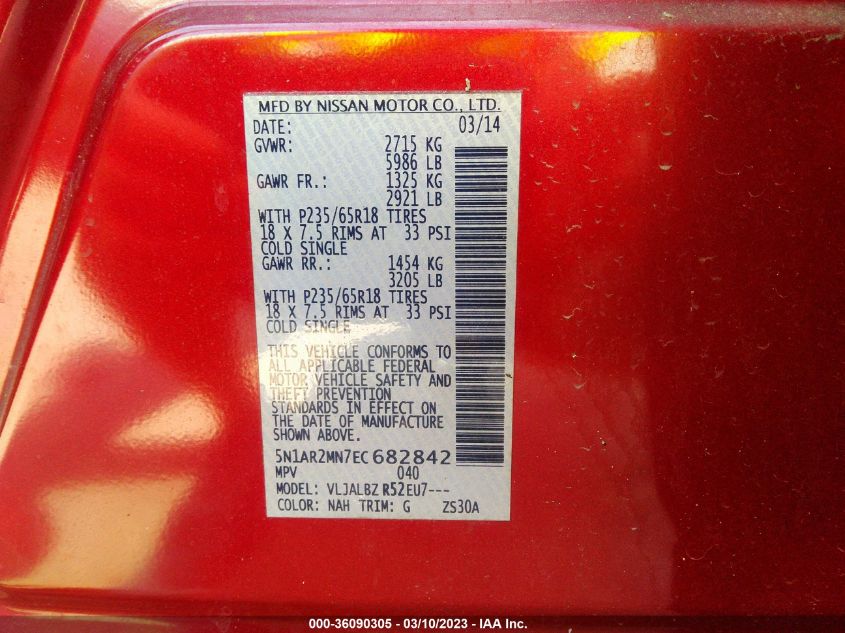 MFD BY NISSAN MOTOR CO., LTD.
DATE: 03/14
GVWR: 2715 KG
5986 LB
GAWR FR.: 1325 KG
2921 LB
WITH P235/65R18 TIRES
18 X 7.5 RIMS AT 33 PSI
COLD SINGLE
GAWR RR.: 1454 KG
3205 LB
WITH P235/65R18 TIRES
18 X 7.5 RIMS AT 33 PSI
COLD SINGLE
THIS VEHICLE CONFORMS TO
ALL APPLICABLE FEDERAL
MOTOR VEHICLE SAFETY AND
THEFT PREVENTION
STANDARDS IN EFFECT ON
THE DATE OF MANUFACTURE
SHOWN ABOVE.
5N1AR2MN7EC682842
MPV 040
MODEL: VLJALBZ R52EU7---
COLOR: NAH TRIM: G ZS30A
000-36090305 - 03/10/2023 - IAA Inc.